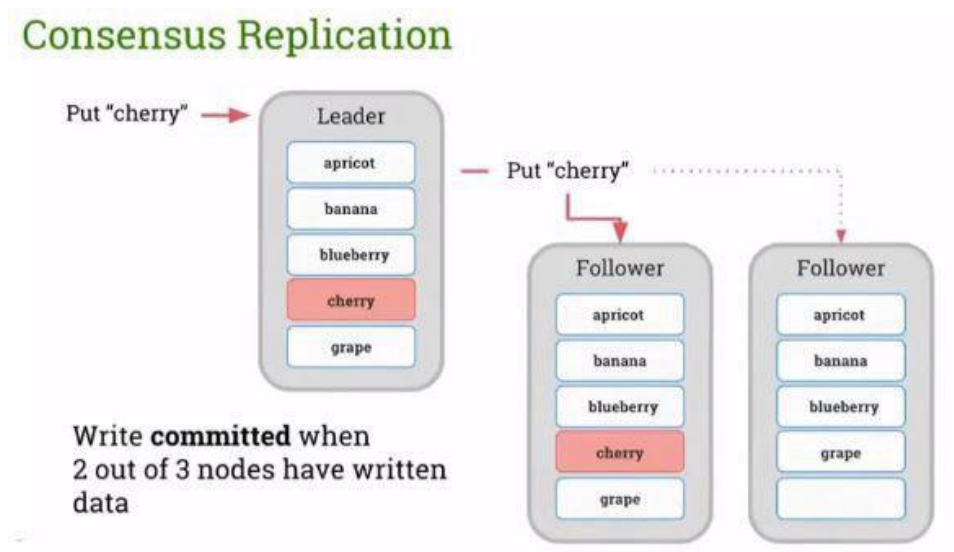 Consensus Replication
Put "cherry"
Leader
apricot
banana
blueberry
cherry
grape
Put "cherry"
Follower
apricot
banana
blueberry
cherry
grape
Follower
apricot
banana
blueberry
grape
Write committed when
2 out of 3 nodes have written
data